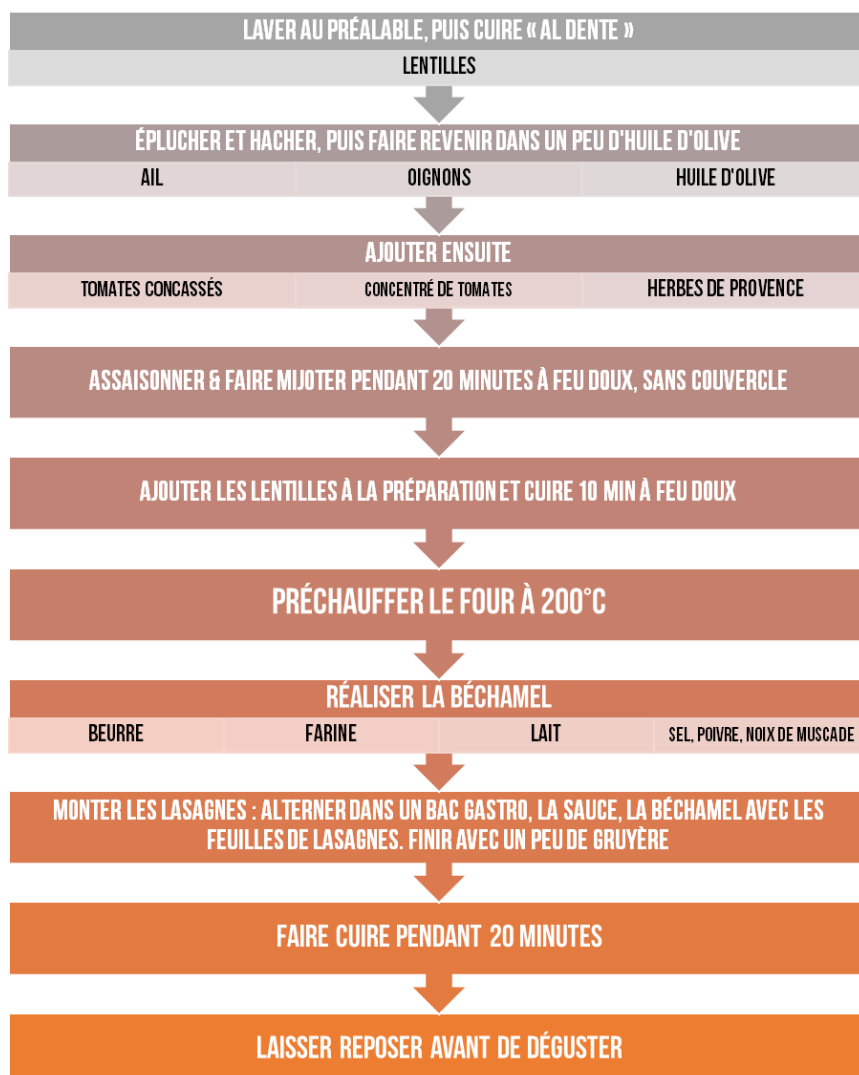 LAVER AU PRÉALABLE, PUIS CUIRE « AL DENTE »
LENTILLES
ÉPLUCHER ET HACHER, PUIS FAIRE REVENIR DANS UN PEU D'HUILE D'OLIVE
AIL
OIGNONS
HUILE D'OLIVE
AJOUTER ENSUITE
TOMATES CONCASSÉS
CONCENTRÉ DE TOMATES
HERBES DE PROVENCE
ASSAISONNER & FAIRE MIJOTER PENDANT 20 MINUTES À FEU DOUX, SANS COUVERCLE
AJOUTER LES LENTILLES À LA PRÉPARATION ET CUIRE 10 MIN À FEU DOUX
PRÉCHAUFFER LE FOUR À 200°C
RÉALISER LA BÉCHAMEL
BEURRE
FARINE
LAIT
SEL, POIVRE, NOIX DE MUSCADE
MONTER LES LASAGNES : ALTERNER DANS UN BAC GASTRO, LA SAUCE, LA BÉCHAMEL AVEC LES
FEUILLES DE LASAGNES. FINIR AVEC UN PEU DE GRUYÈRE
FAIRE CUIRE PENDANT 20 MINUTES
LAISSER REPOSER AVANT DE DÉGUSTER